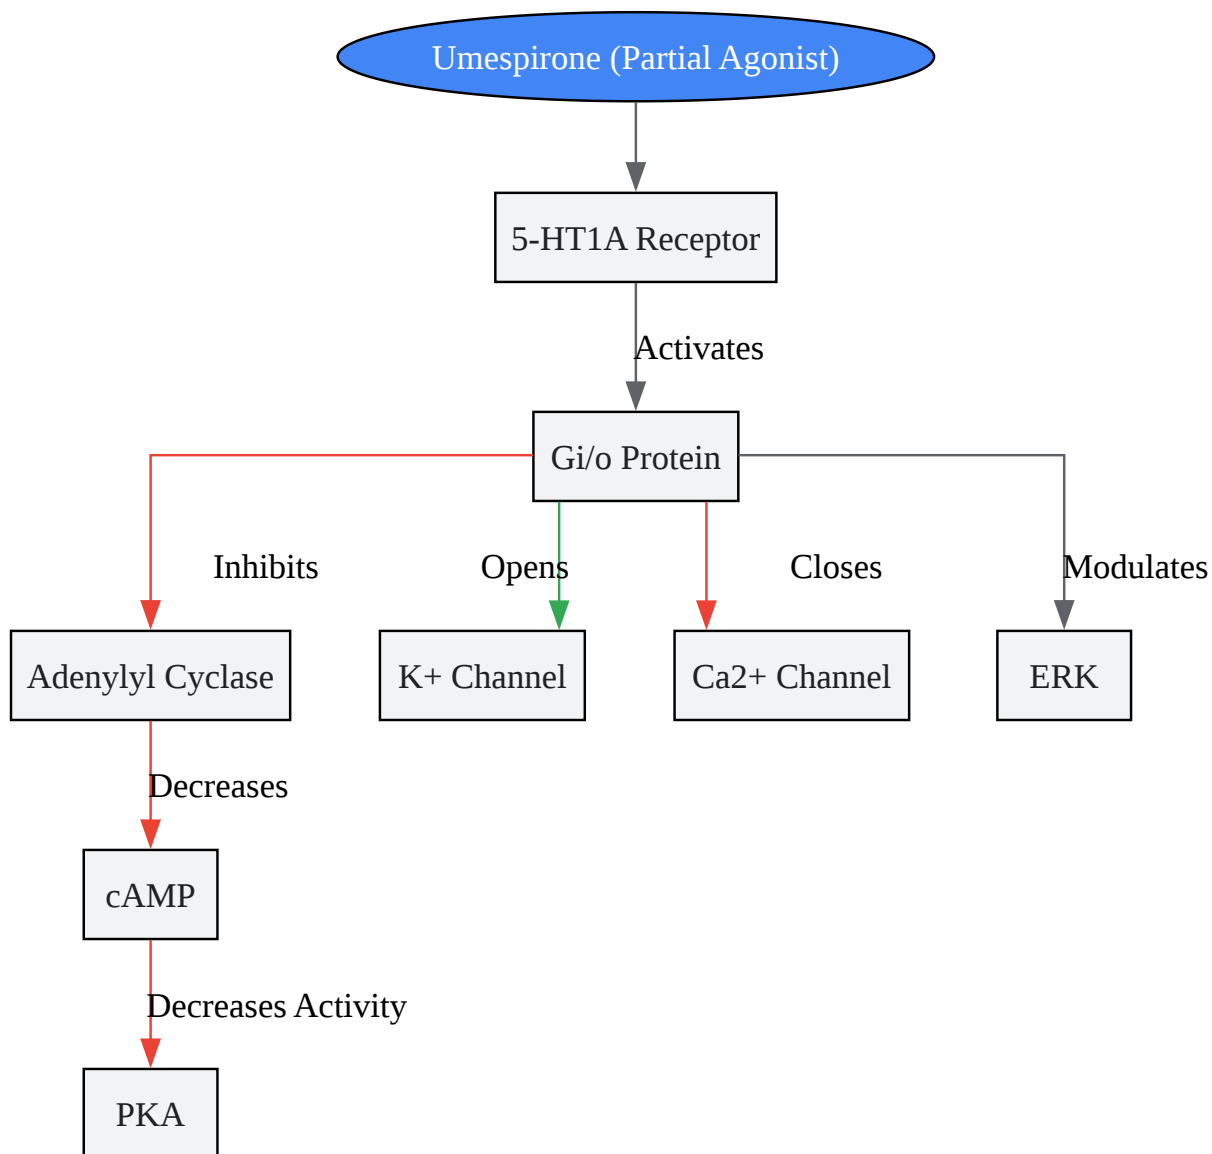 Umespirone (Partial Agonist)
5-HT1A Receptor
Activates
Gi/o Protein
Inhibits
Opens
Closes
Modulates
Adenylyl Cyclase
K+ Channel
Ca2+ Channel
ERK
Decreases
cAMP
Decreases Activity
PKA